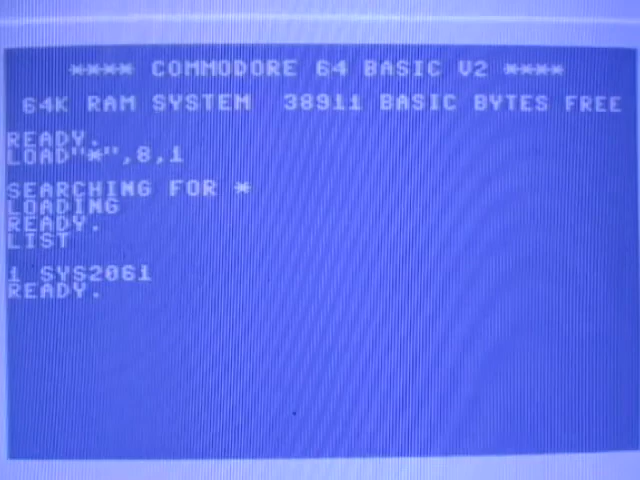 **** COMMODORE 64 BASIC V2 ****
64K RAM SYSTEM  38911 BASIC BYTES FREE
READY.
LOAD"*",8,1
SEARCHING FOR *
LOADING
READY.
LIST
1 SYS2061
READY.